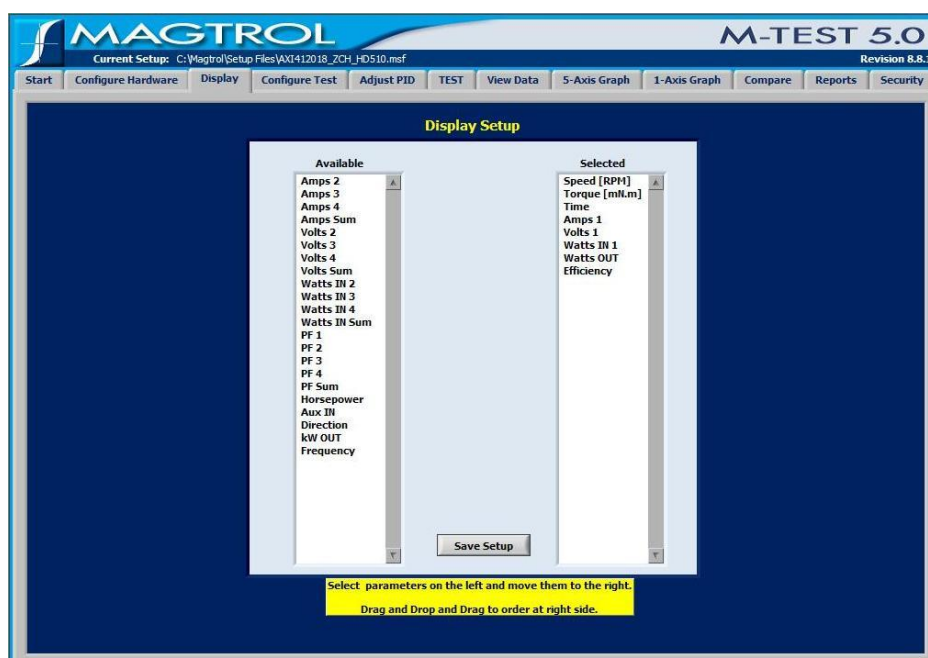 MAGTROL
M-TEST 5.0
Current Setup: C:\Magtrol\Setup Files\AXI412018_ZCH_HD510.msf
Revision 8.8.1
Start Configure Hardware Display Configure Test Adjust PID TEST View Data 5-Axis Graph 1-Axis Graph Compare Reports Security
Display Setup
Available
Amps 2
Amps 3
Amps 4
Amps Sum
Volts 2
Volts 3
Volts 4
Volts Sum
Watts IN 2
Watts IN 3
Watts IN 4
Watts IN Sum
PF 1
PF 2
PF 3
PF 4
PF Sum
Horsepower
Aux IN
Direction
kW OUT
Frequency
Selected
Speed [RPM]
Torque [mN.m]
Time
Amps 1
Volts 1
Watts IN 1
Watts OUT
Efficiency
Save Setup
Select parameters on the left and move them to the right.
Drag and Drop and Drag to order at right side.